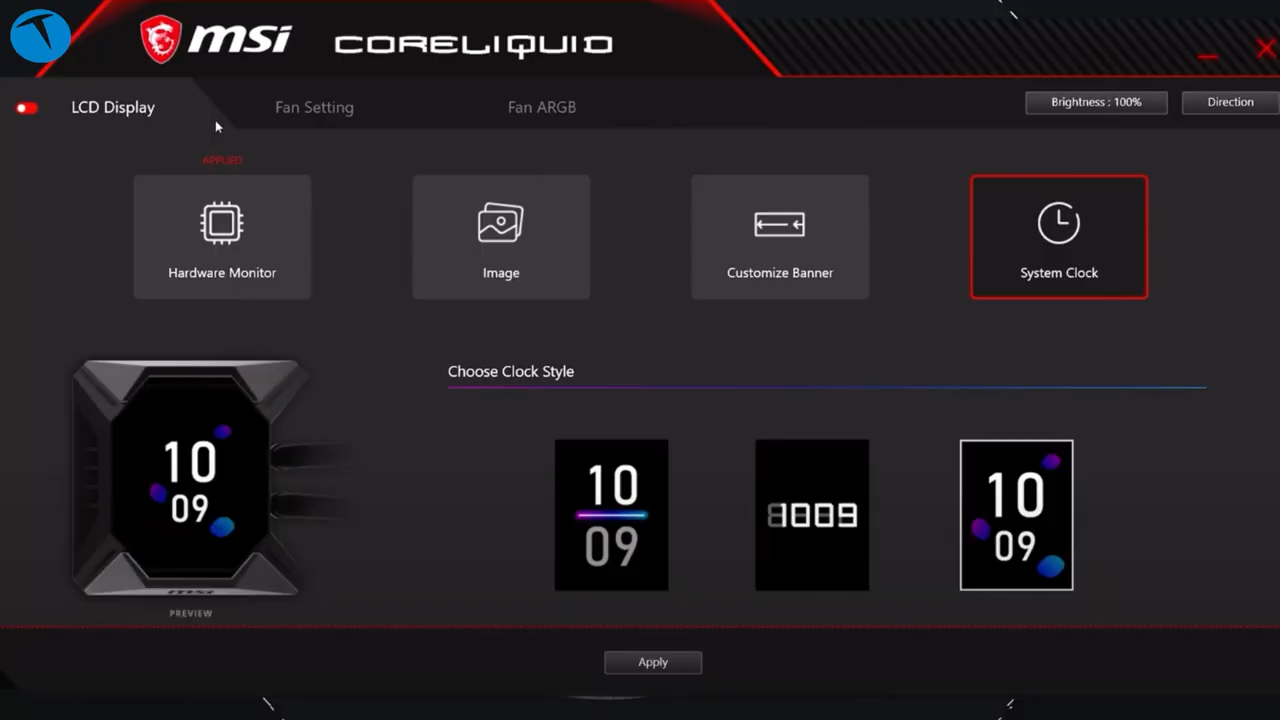 msi CORELIQUID
LCD Display Fan Setting Fan ARGB Brightness : 100% Direction
APPLIED
Hardware Monitor Image Customize Banner System Clock
Choose Clock Style
10
09
10
09
1009
10
09
msi
PREVIEW
Apply